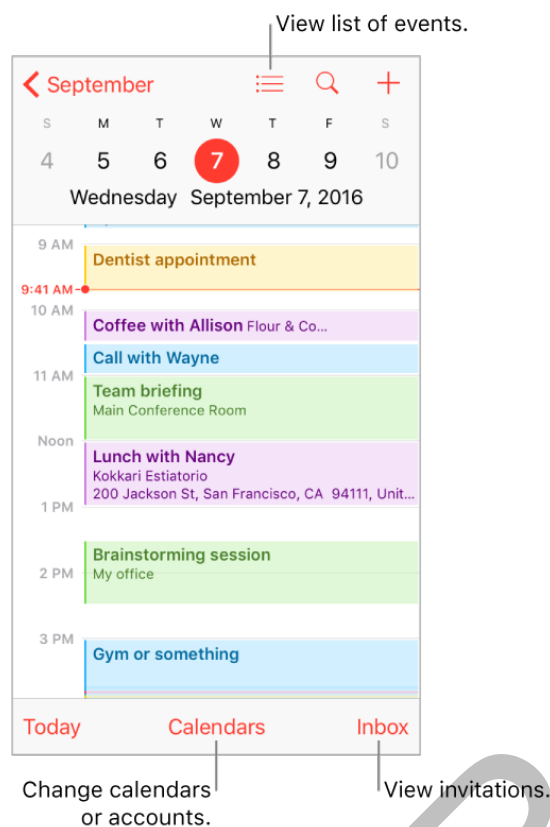 View list of events.
September
S M T W T F S
4 5 6 7 8 9 10
Wednesday September 7, 2016
9 AM
Dentist appointment
9:41 AM
10 AM
Coffee with Allison Flour & Co...
Call with Wayne
11 AM
Team briefing
Main Conference Room
Noon
Lunch with Nancy
Kokkari Estiatorio
200 Jackson St, San Francisco, CA 94111, Unit...
1 PM
Brainstorming session
2 PM My office
3 PM
Gym or something
Today Calendars Inbox
Change calendars View invitations.
or accounts.